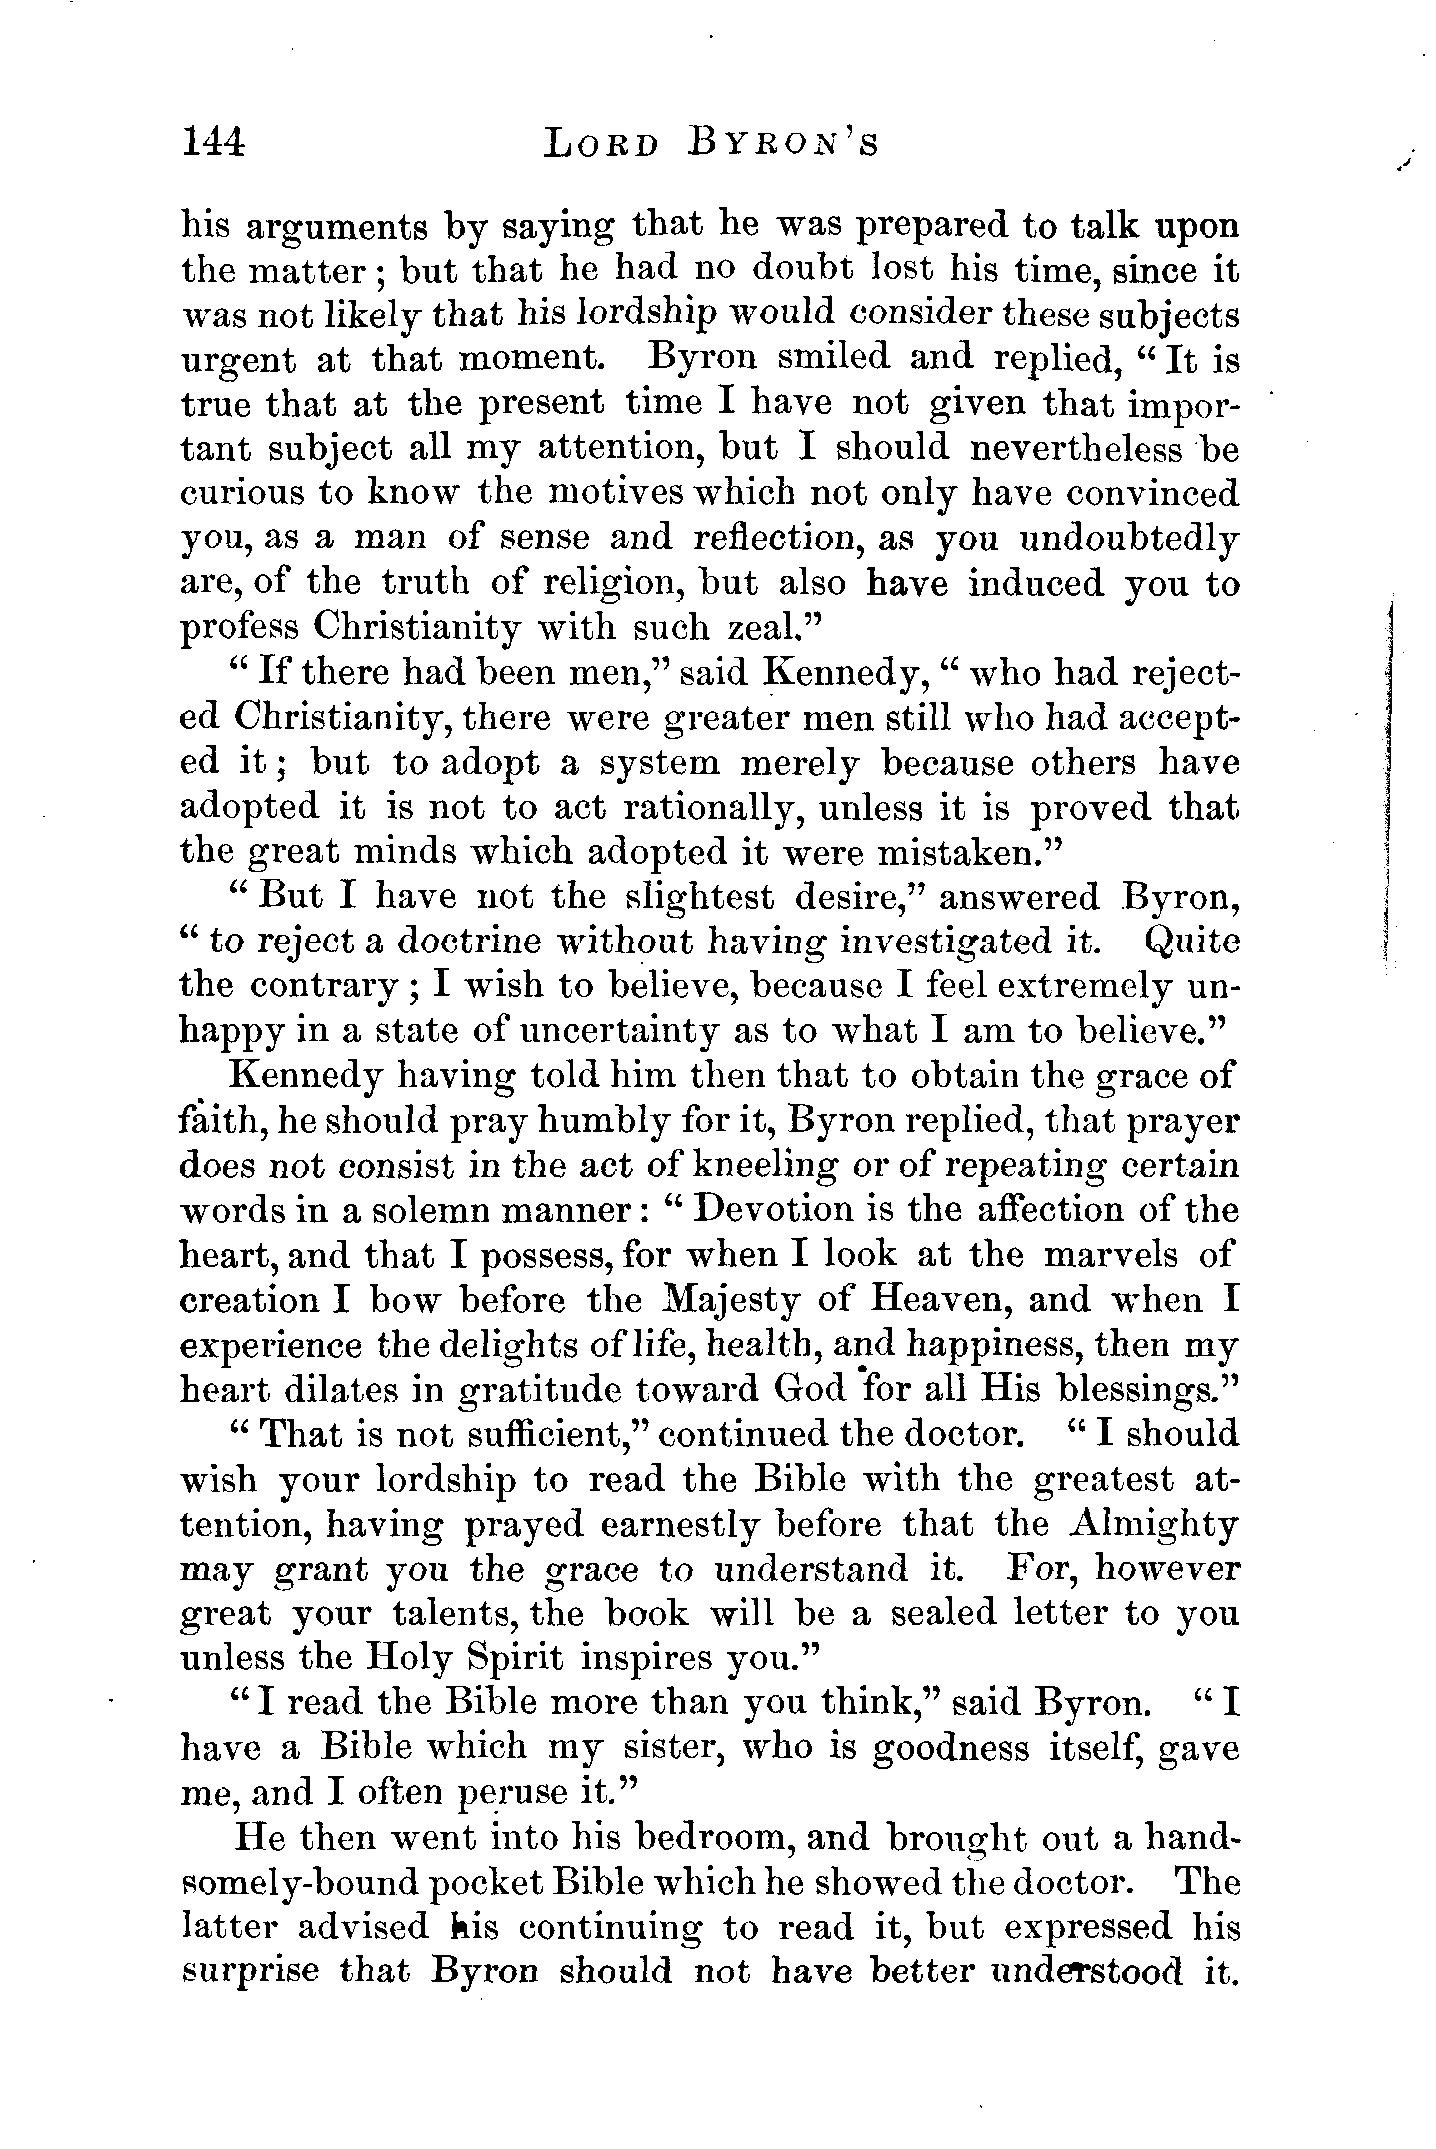 144 LORD BYRON'S
his arguments by saying that he was prepared to talk upon
the matter; but that he had no doubt lost his time, since it
was not likely that his lordship would consider these subjects
urgent at that moment. Byron smiled and replied, "It is
true that at the present time I have not given that impor-
tant subject all my attention, but I should nevertheless be
curious to know the motives which not only have convinced
you, as a man of sense and reflection, as you undoubtedly
are, of the truth of religion, but also have induced you to
profess Christianity with such zeal."
"If there had been men," said Kennedy, "who had reject-
ed Christianity, there were greater men still who had accept-
ed it; but to adopt a system merely because others have
adopted it is not to act rationally, unless it is proved that
the great minds which adopted it were mistaken."
"But I have not the slightest desire," answered Byron,
"to reject a doctrine without having investigated it. Quite
the contrary; I wish to believe, because I feel extremely un-
happy in a state of uncertainty as to what I am to believe."
Kennedy having told him then that to obtain the grace of
faith, he should pray humbly for it, Byron replied, that prayer
does not consist in the act of kneeling or of repeating certain
words in a solemn manner: "Devotion is the affection of the
heart, and that I possess, for when I look at the marvels of
creation I bow before the Majesty of Heaven, and when I
experience the delights of life, health, and happiness, then my
heart dilates in gratitude toward God for all His blessings."
"That is not sufficient," continued the doctor. "I should
wish your lordship to read the Bible with the greatest at-
tention, having prayed earnestly before that the Almighty
may grant you the grace to understand it. For, however
great your talents, the book will be a sealed letter to you
unless the Holy Spirit inspires you."
"I read the Bible more than you think," said Byron. "I
have a Bible which my sister, who is goodness itself, gave
me, and I often peruse it."
He then went into his bedroom, and brought out a hand-
somely-bound pocket Bible which he showed the doctor. The
latter advised his continuing to read it, but expressed his
surprise that Byron should not have better understood it.